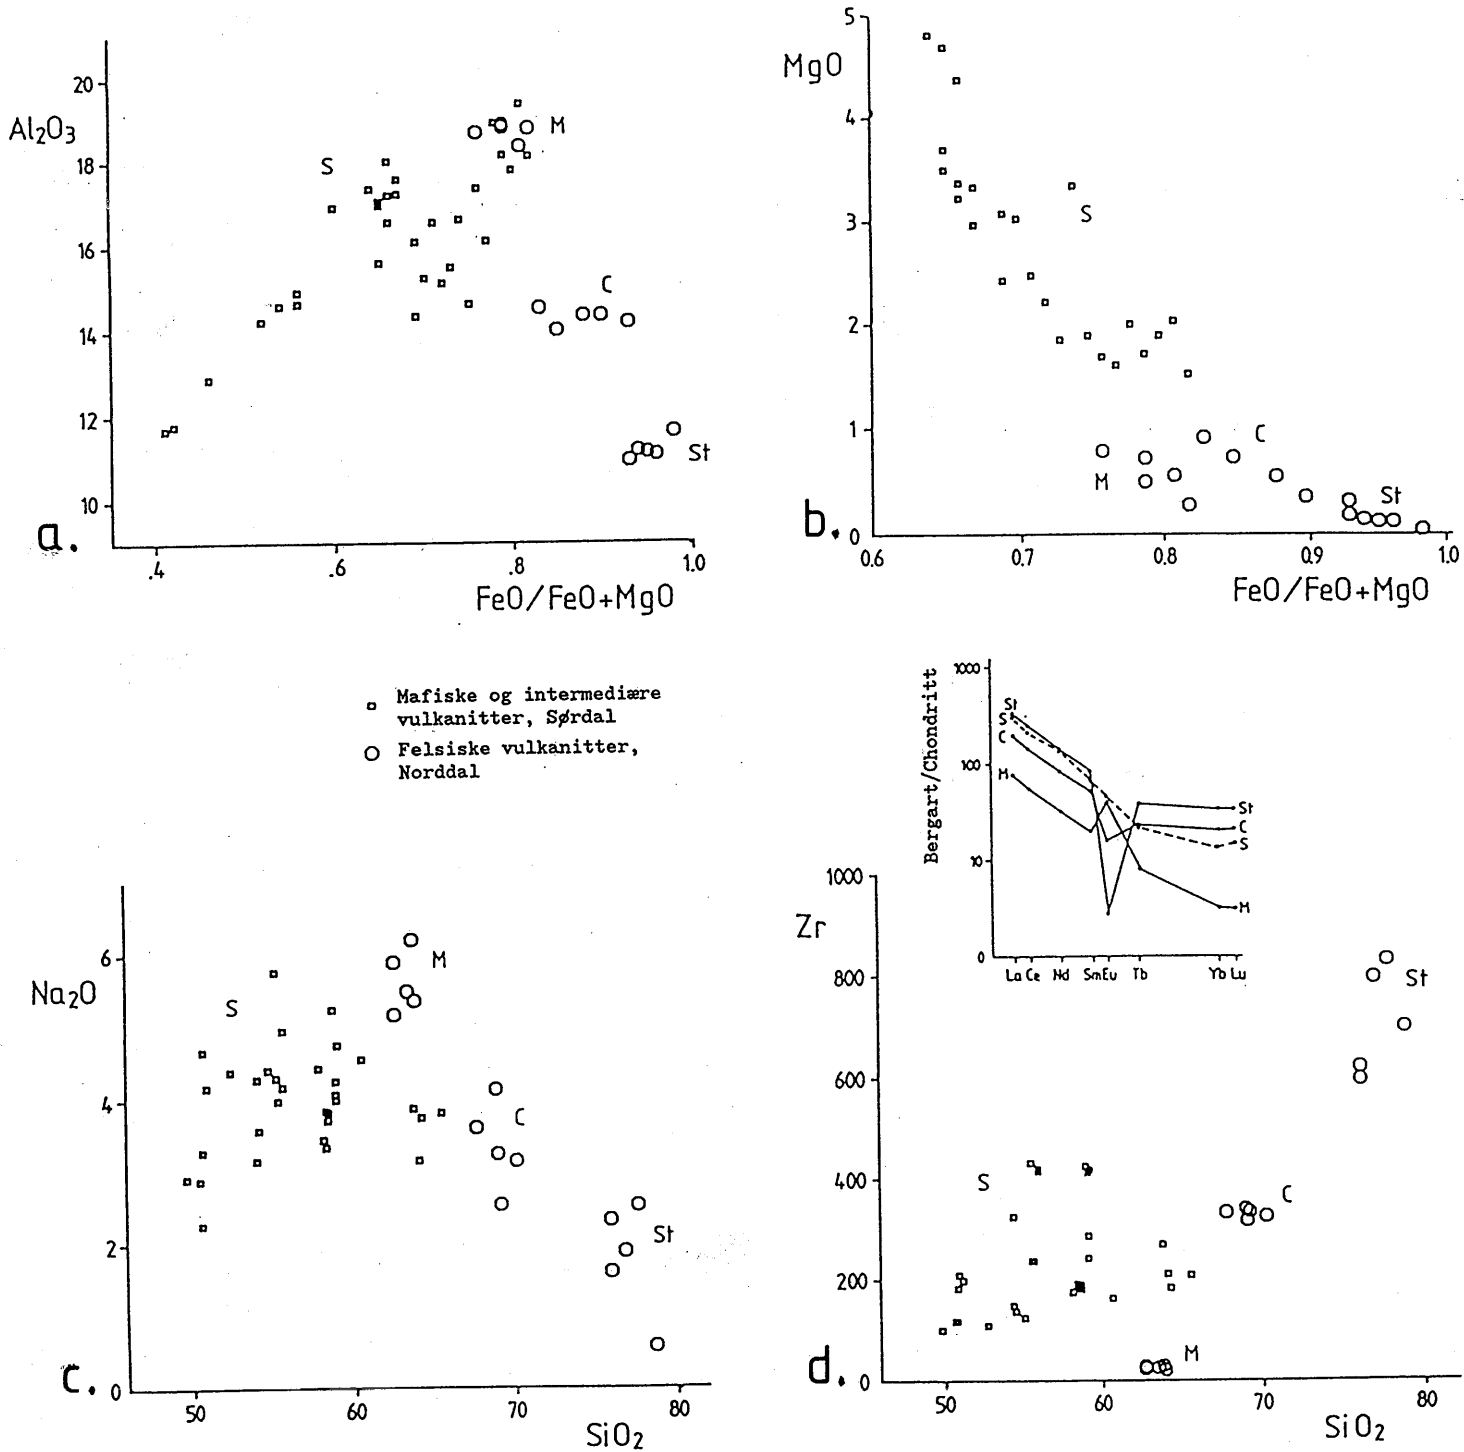 20
18
16
14
12
10
Al₂O₃
M
S
C
St
a.
.4
.6
.8
1.0
FeO/FeO+MgO
5
4
3
2
1
0
MgO
S
C
M
St
b.
0.6
0.7
0.8
0.9
1.0
FeO/FeO+MgO
Mafiske og intermediære
vulkanitter, Sørdal
Felsiske vulkanitter,
Norddal
Bergart/Chondritt
1000
100
10
0
St
S
C
M
St
C
S
M
La Ce Nd Sm Eu Tb Yb Lu
6
4
2
0
Na₂O
M
S
C
St
c.
50
60
70
80
SiO₂
1000
800
600
400
200
0
Zr
St
S
C
M
d.
50
60
70
80
SiO₂